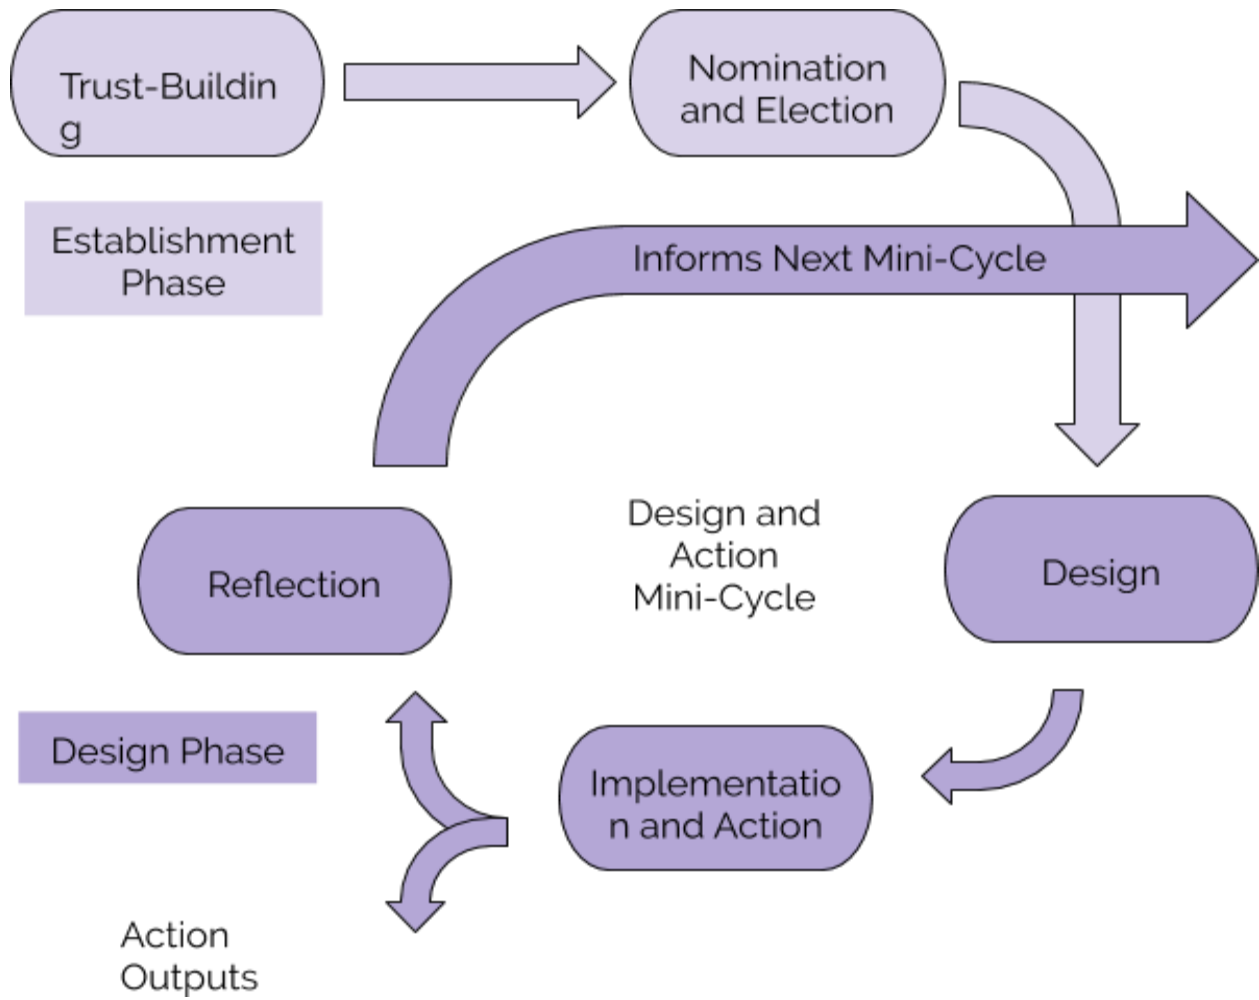 Trust-Buildin
g
Nomination
and Election
Establishment
Phase
Informs Next Mini-Cycle
Design and
Action
Mini-Cycle
Design
Reflection
Design Phase
Implementatio
n and Action
Action
Outputs